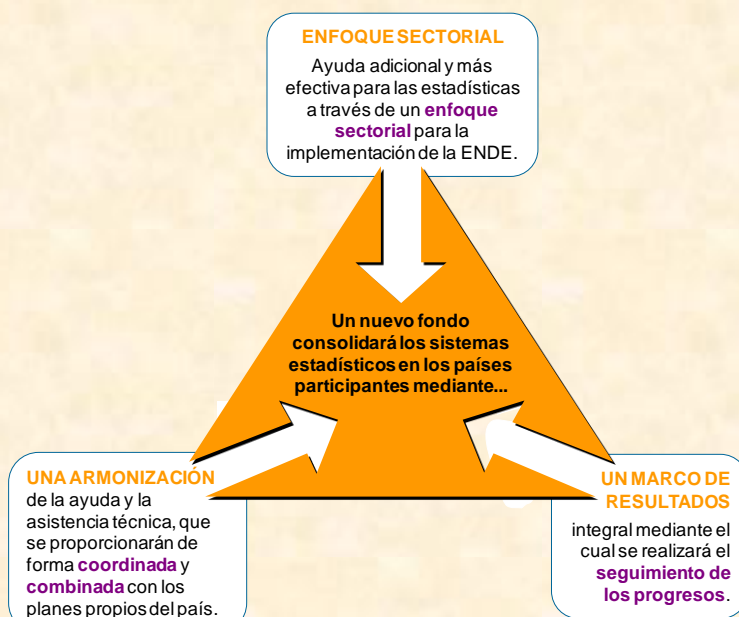 ENFOQUE SECTORIAL
Ayuda adicional y más
efectiva para las estadísticas
a través de un enfoque
sectorial para la
implementación de la ENDE.
Un nuevo fondo
consolidará los sistemas
estadísticos en los países
participantes mediante...
UNA ARMONIZACIÓN
de la ayuda y la
asistencia técnica, que
se proporcionarán de
forma coordinada y
combinada con los
planes propios del país.
UN MARCO DE
RESULTADOS
integral mediante el
cual se realizará el
seguimiento de
los progresos.